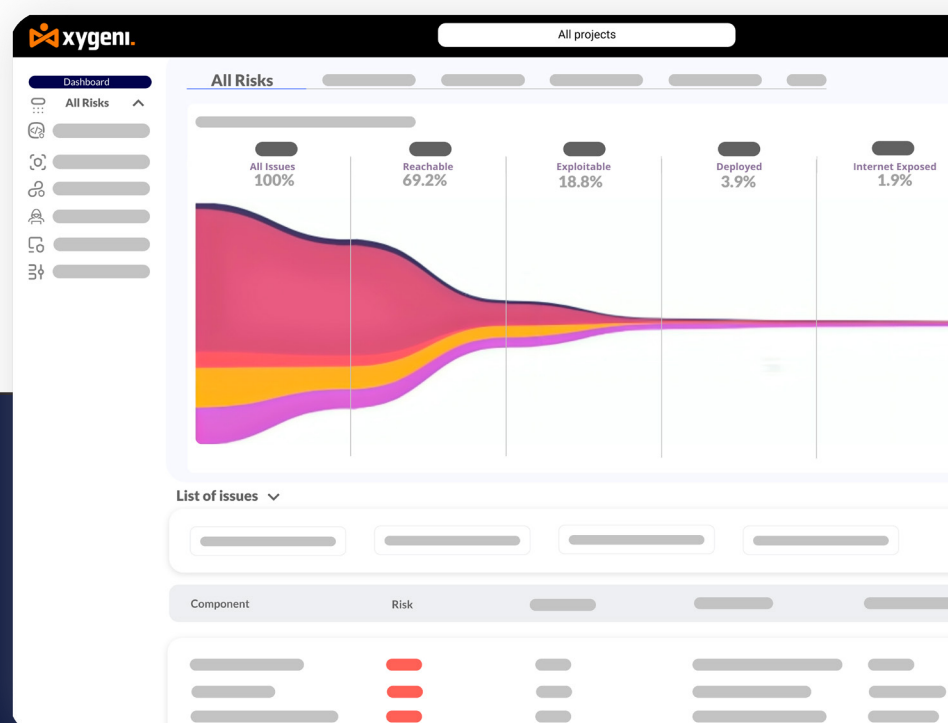 xygeni.
All projects
Dashboard
All Risks
All Risks
All Issues
100%
Reachable
69.2%
Exploitable
18.8%
Deployed
3.9%
Internet Exposed
1.9%
List of issues
Component
Risk